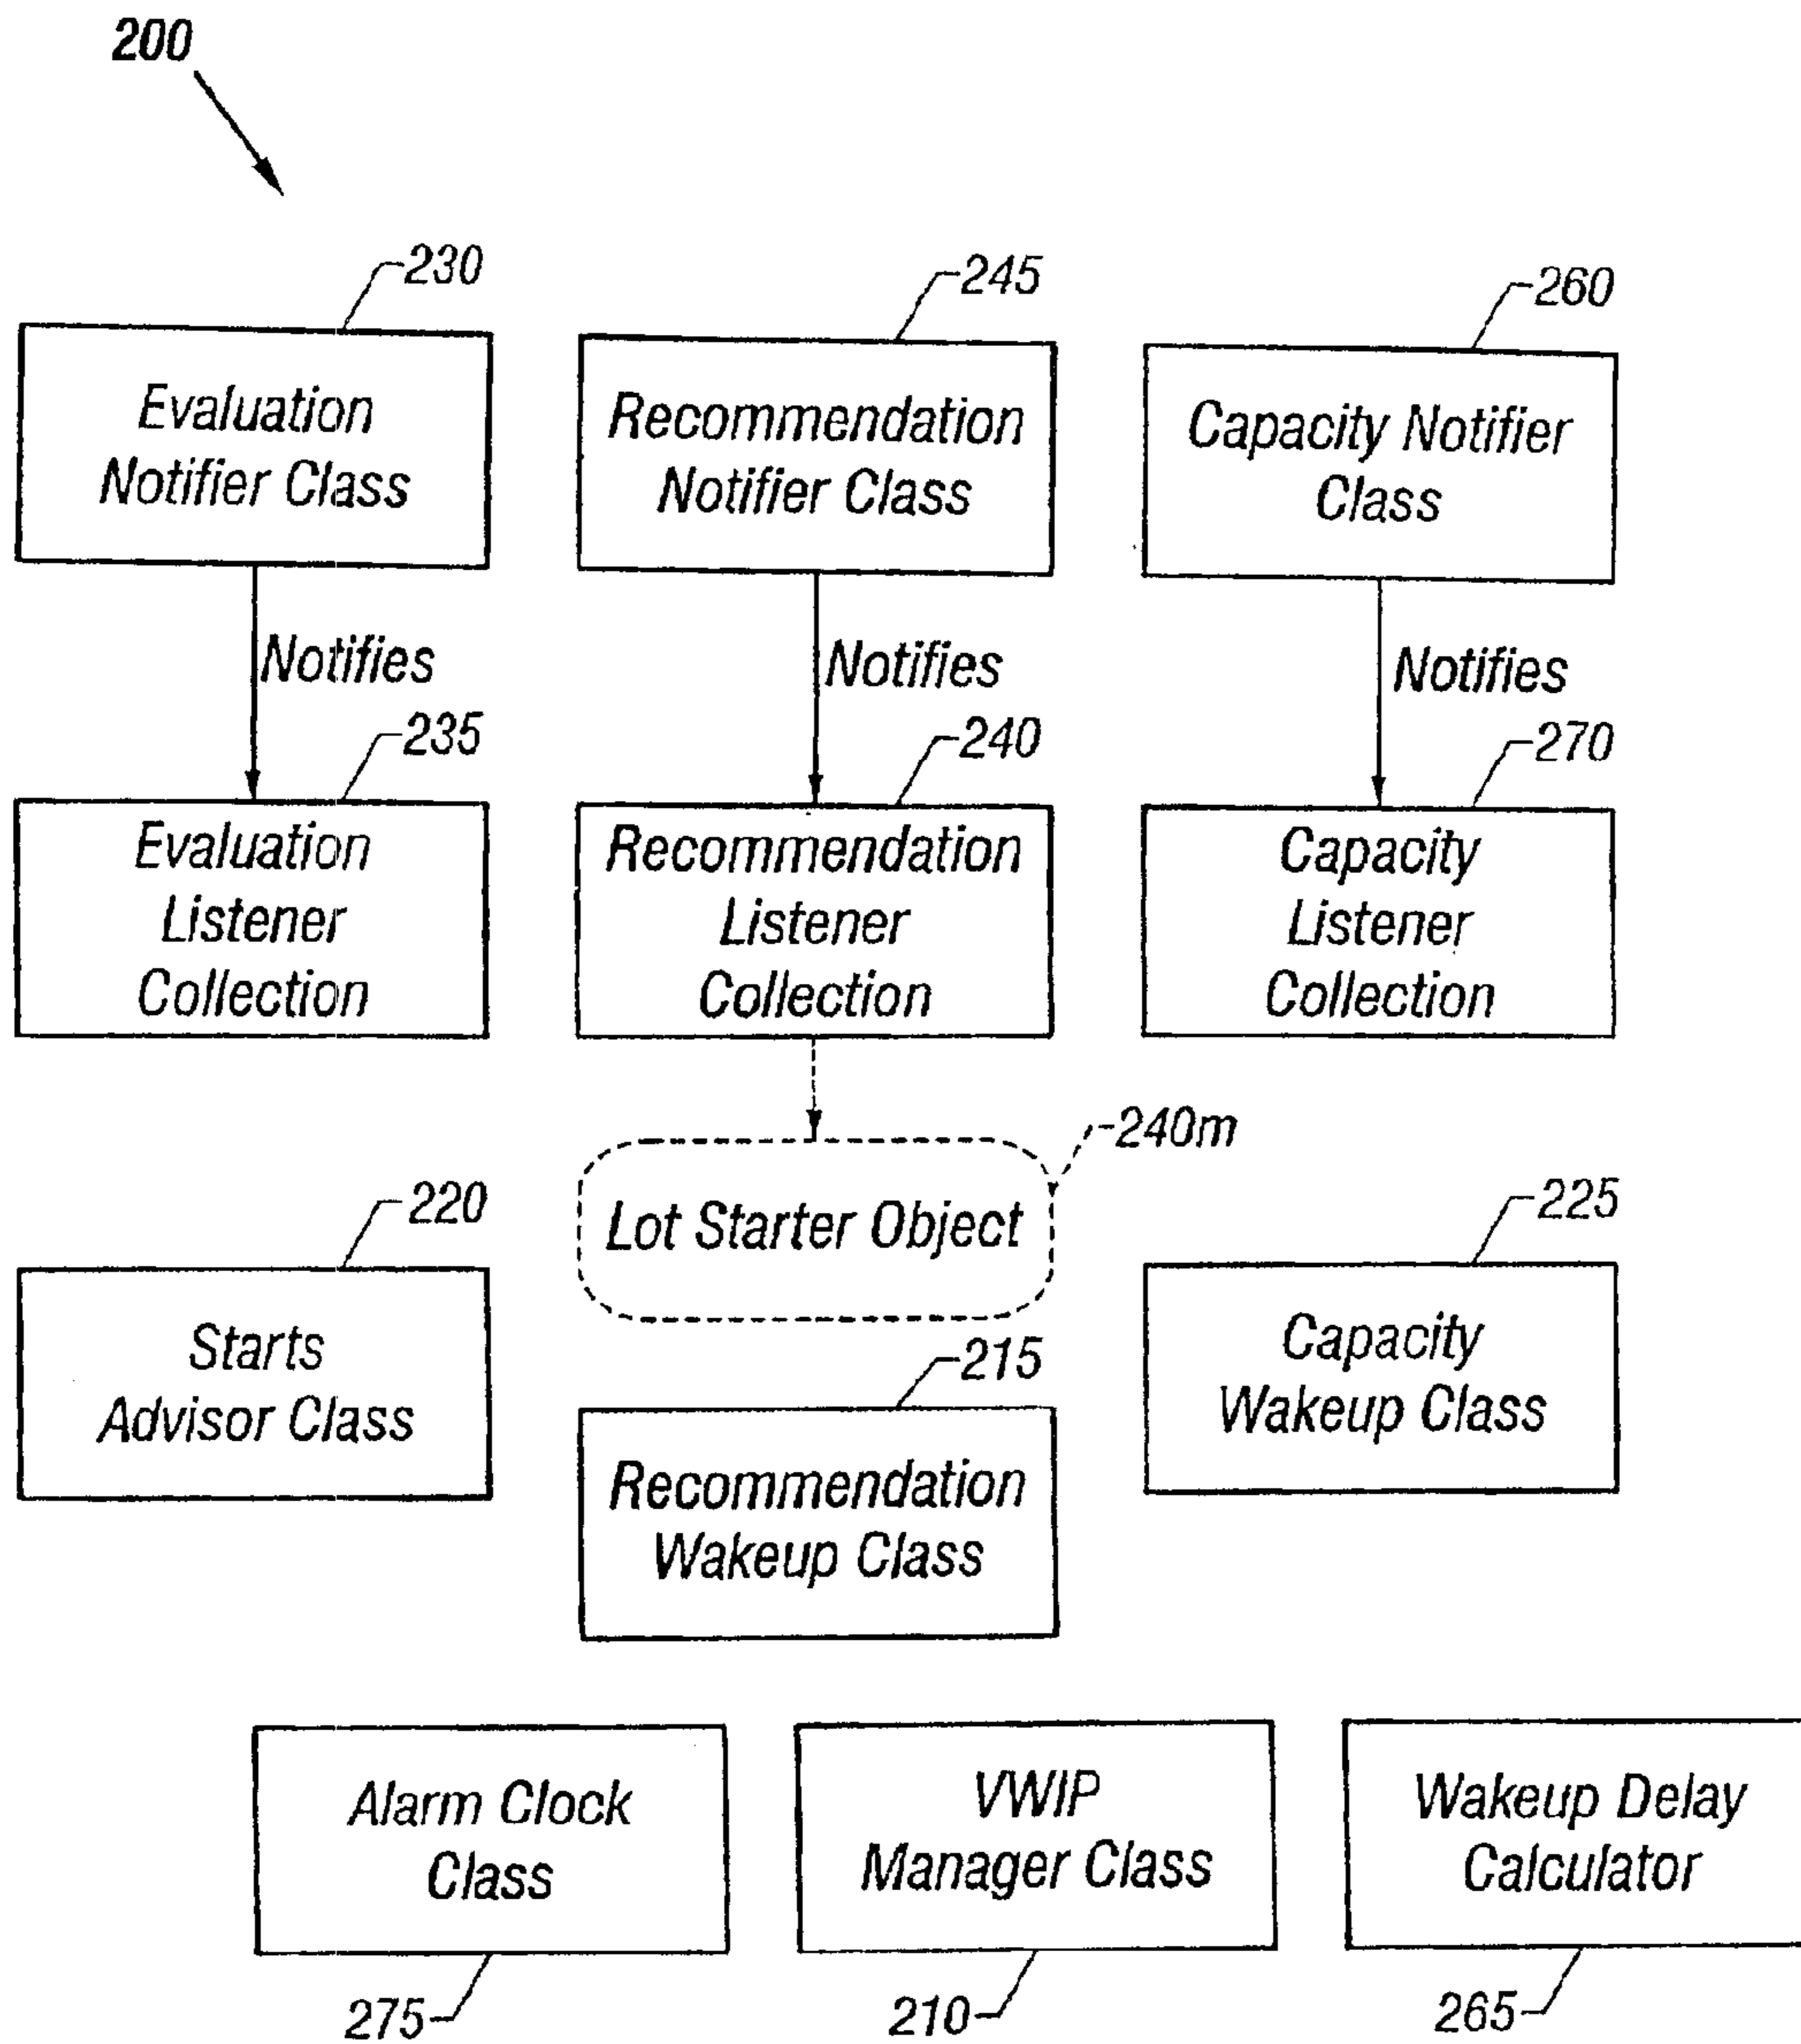 200
230
245
260
Evaluation
Notifier Class
Recommendation
Notifier Class
Capacity Notifier
Class
Notifies
Notifies
Notifies
235
240
270
Evaluation
Listener
Collection
Recommendation
Listener
Collection
Capacity
Listener
Collection
240m
Lot Starter Object
220
225
Starts
Advisor Class
Capacity
Wakeup Class
215
Recommendation
Wakeup Class
Alarm Clock
Class
VWIP
Manager Class
Wakeup Delay
Calculator
275
210
265